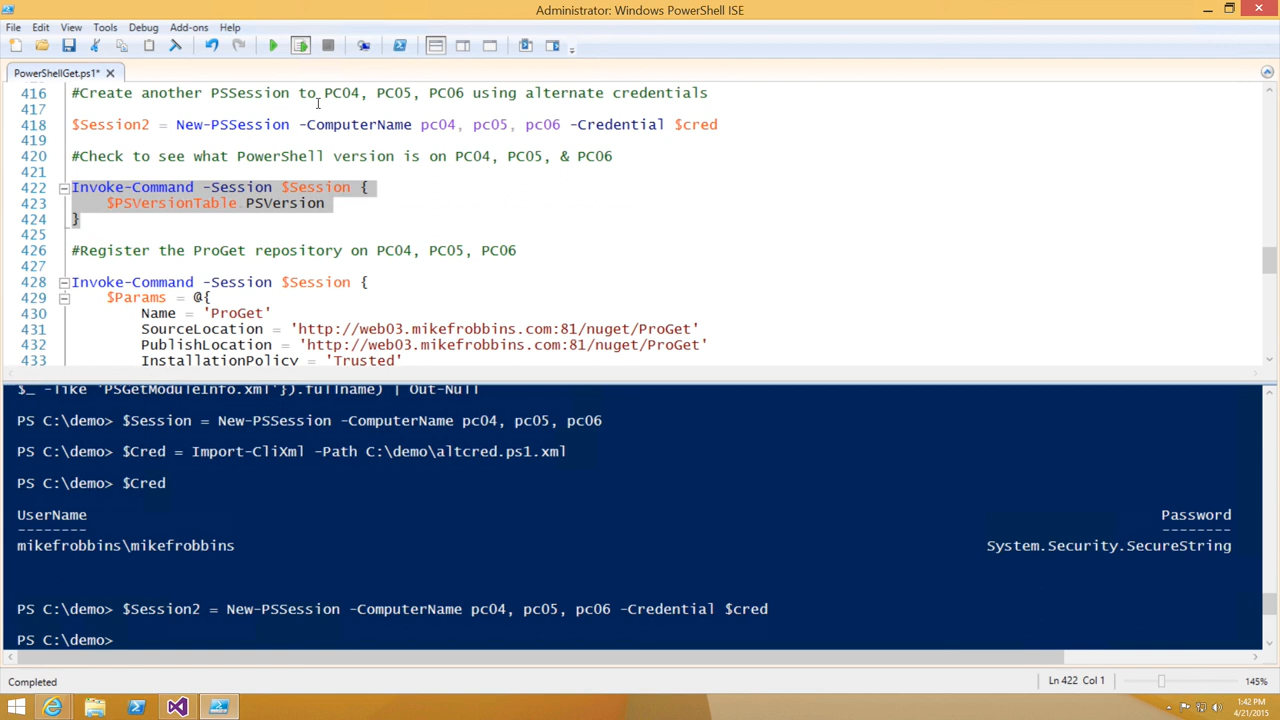 Administrator: Windows PowerShell ISE
File Edit View Tools Debug Add-ons Help
PowerShellGet.ps1*
416 #Create another PSSession to PC04, PC05, PC06 using alternate credentials
417
418 $Session2 = New-PSSession -ComputerName pc04, pc05, pc06 -Credential $cred
419
420 #Check to see what PowerShell version is on PC04, PC05, & PC06
421
422 Invoke-Command -Session $Session {
423 $PSVersionTable.PSVersion
424 }
425
426 #Register the ProGet repository on PC04, PC05, PC06
427
428 Invoke-Command -Session $Session {
429 $Params = @{
430 Name = 'ProGet'
431 SourceLocation = 'http://web03.mikefrobbins.com:81/nuget/ProGet'
432 PublishLocation = 'http://web03.mikefrobbins.com:81/nuget/ProGet'
433 InstallationPolicy = 'Trusted'
$_ -like 'PSGetModuleInfo.xml'}).fullname) | Out-Null
PS C:\demo> $Session = New-PSSession -ComputerName pc04, pc05, pc06
PS C:\demo> $Cred = Import-CliXml -Path C:\demo\altcred.ps1.xml
PS C:\demo> $Cred
UserName Password
-------- --------
mikefrobbins\mikefrobbins System.Security.SecureString
PS C:\demo> $Session2 = New-PSSession -ComputerName pc04, pc05, pc06 -Credential $cred
PS C:\demo>
Completed Ln 422 Col 1 145%
1:42 PM
4/21/2015